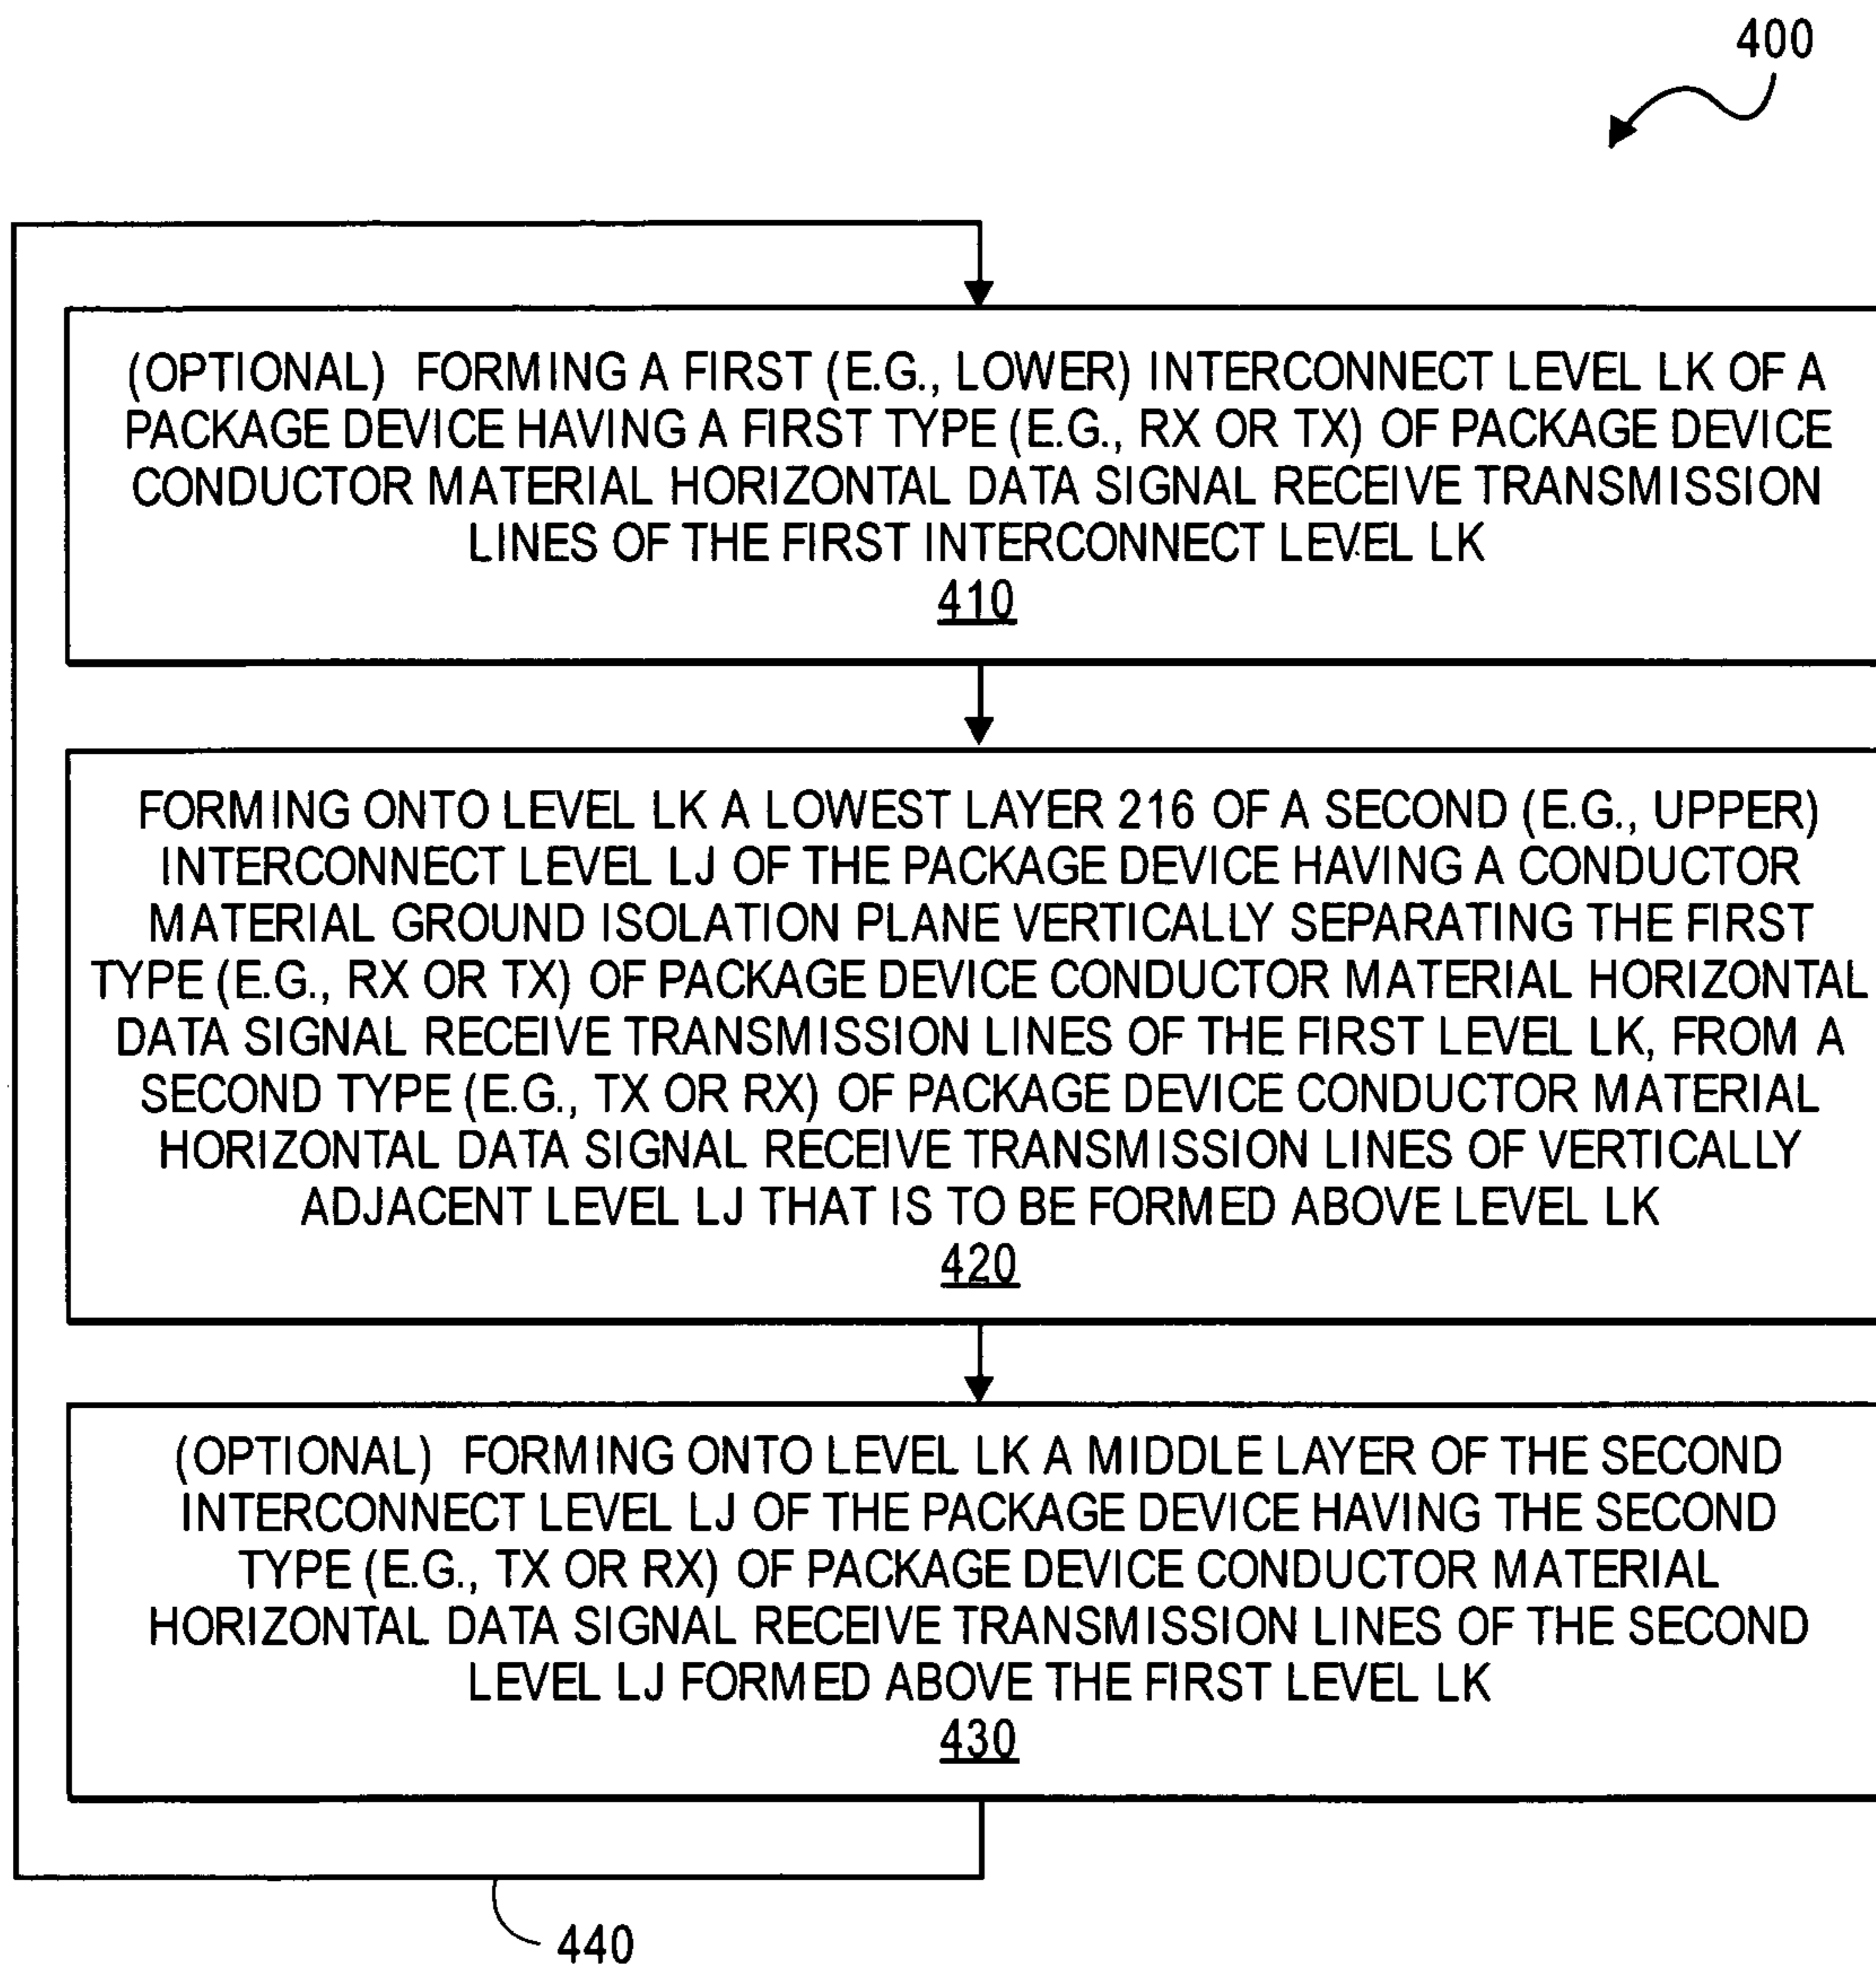 400
(OPTIONAL) FORMING A FIRST (E.G., LOWER) INTERCONNECT LEVEL LK OF A
PACKAGE DEVICE HAVING A FIRST TYPE (E.G., RX OR TX) OF PACKAGE DEVICE
CONDUCTOR MATERIAL HORIZONTAL DATA SIGNAL RECEIVE TRANSMISSION
LINES OF THE FIRST INTERCONNECT LEVEL LK
410
FORMING ONTO LEVEL LK A LOWEST LAYER 216 OF A SECOND (E.G., UPPER)
INTERCONNECT LEVEL LJ OF THE PACKAGE DEVICE HAVING A CONDUCTOR
MATERIAL GROUND ISOLATION PLANE VERTICALLY SEPARATING THE FIRST
TYPE (E.G., RX OR TX) OF PACKAGE DEVICE CONDUCTOR MATERIAL HORIZONTAL
DATA SIGNAL RECEIVE TRANSMISSION LINES OF THE FIRST LEVEL LK, FROM A
SECOND TYPE (E.G., TX OR RX) OF PACKAGE DEVICE CONDUCTOR MATERIAL
HORIZONTAL DATA SIGNAL RECEIVE TRANSMISSION LINES OF VERTICALLY
ADJACENT LEVEL LJ THAT IS TO BE FORMED ABOVE LEVEL LK
420
(OPTIONAL) FORMING ONTO LEVEL LK A MIDDLE LAYER OF THE SECOND
INTERCONNECT LEVEL LJ OF THE PACKAGE DEVICE HAVING THE SECOND
TYPE (E.G., TX OR RX) OF PACKAGE DEVICE CONDUCTOR MATERIAL
HORIZONTAL DATA SIGNAL RECEIVE TRANSMISSION LINES OF THE SECOND
LEVEL LJ FORMED ABOVE THE FIRST LEVEL LK
430
440